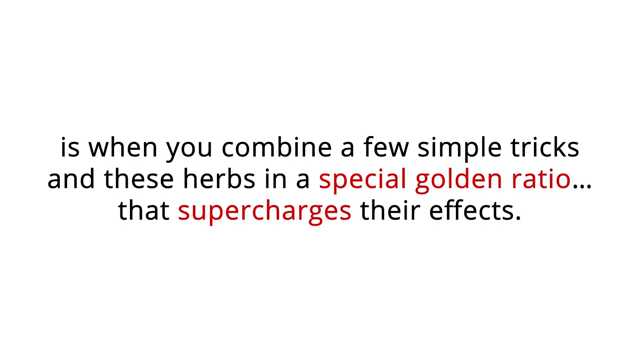 is when you combine a few simple tricks
and these herbs in a special golden ratio...
that supercharges their effects.